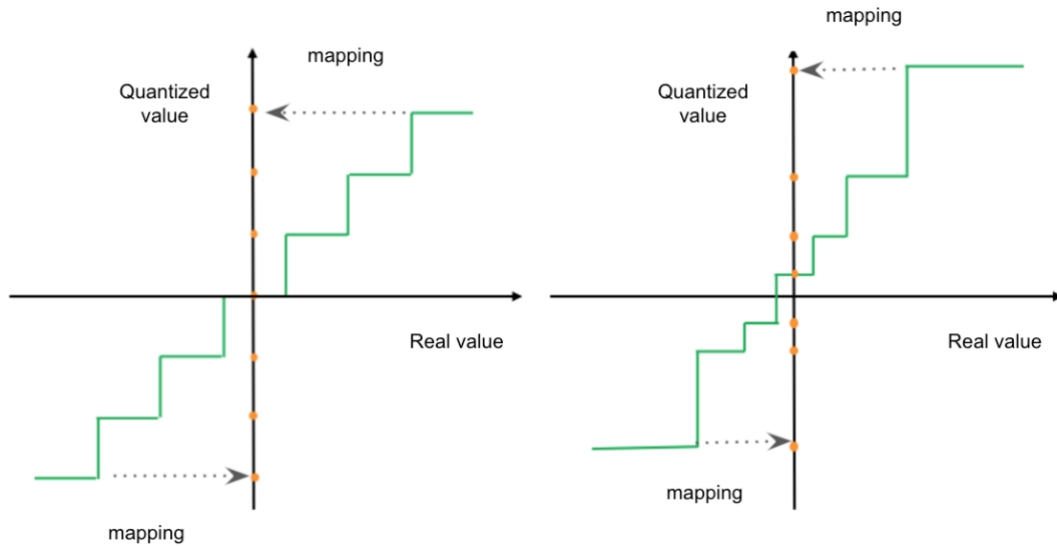 mapping
Quantized
value
Real value
mapping
mapping
Quantized
value
Real value
mapping